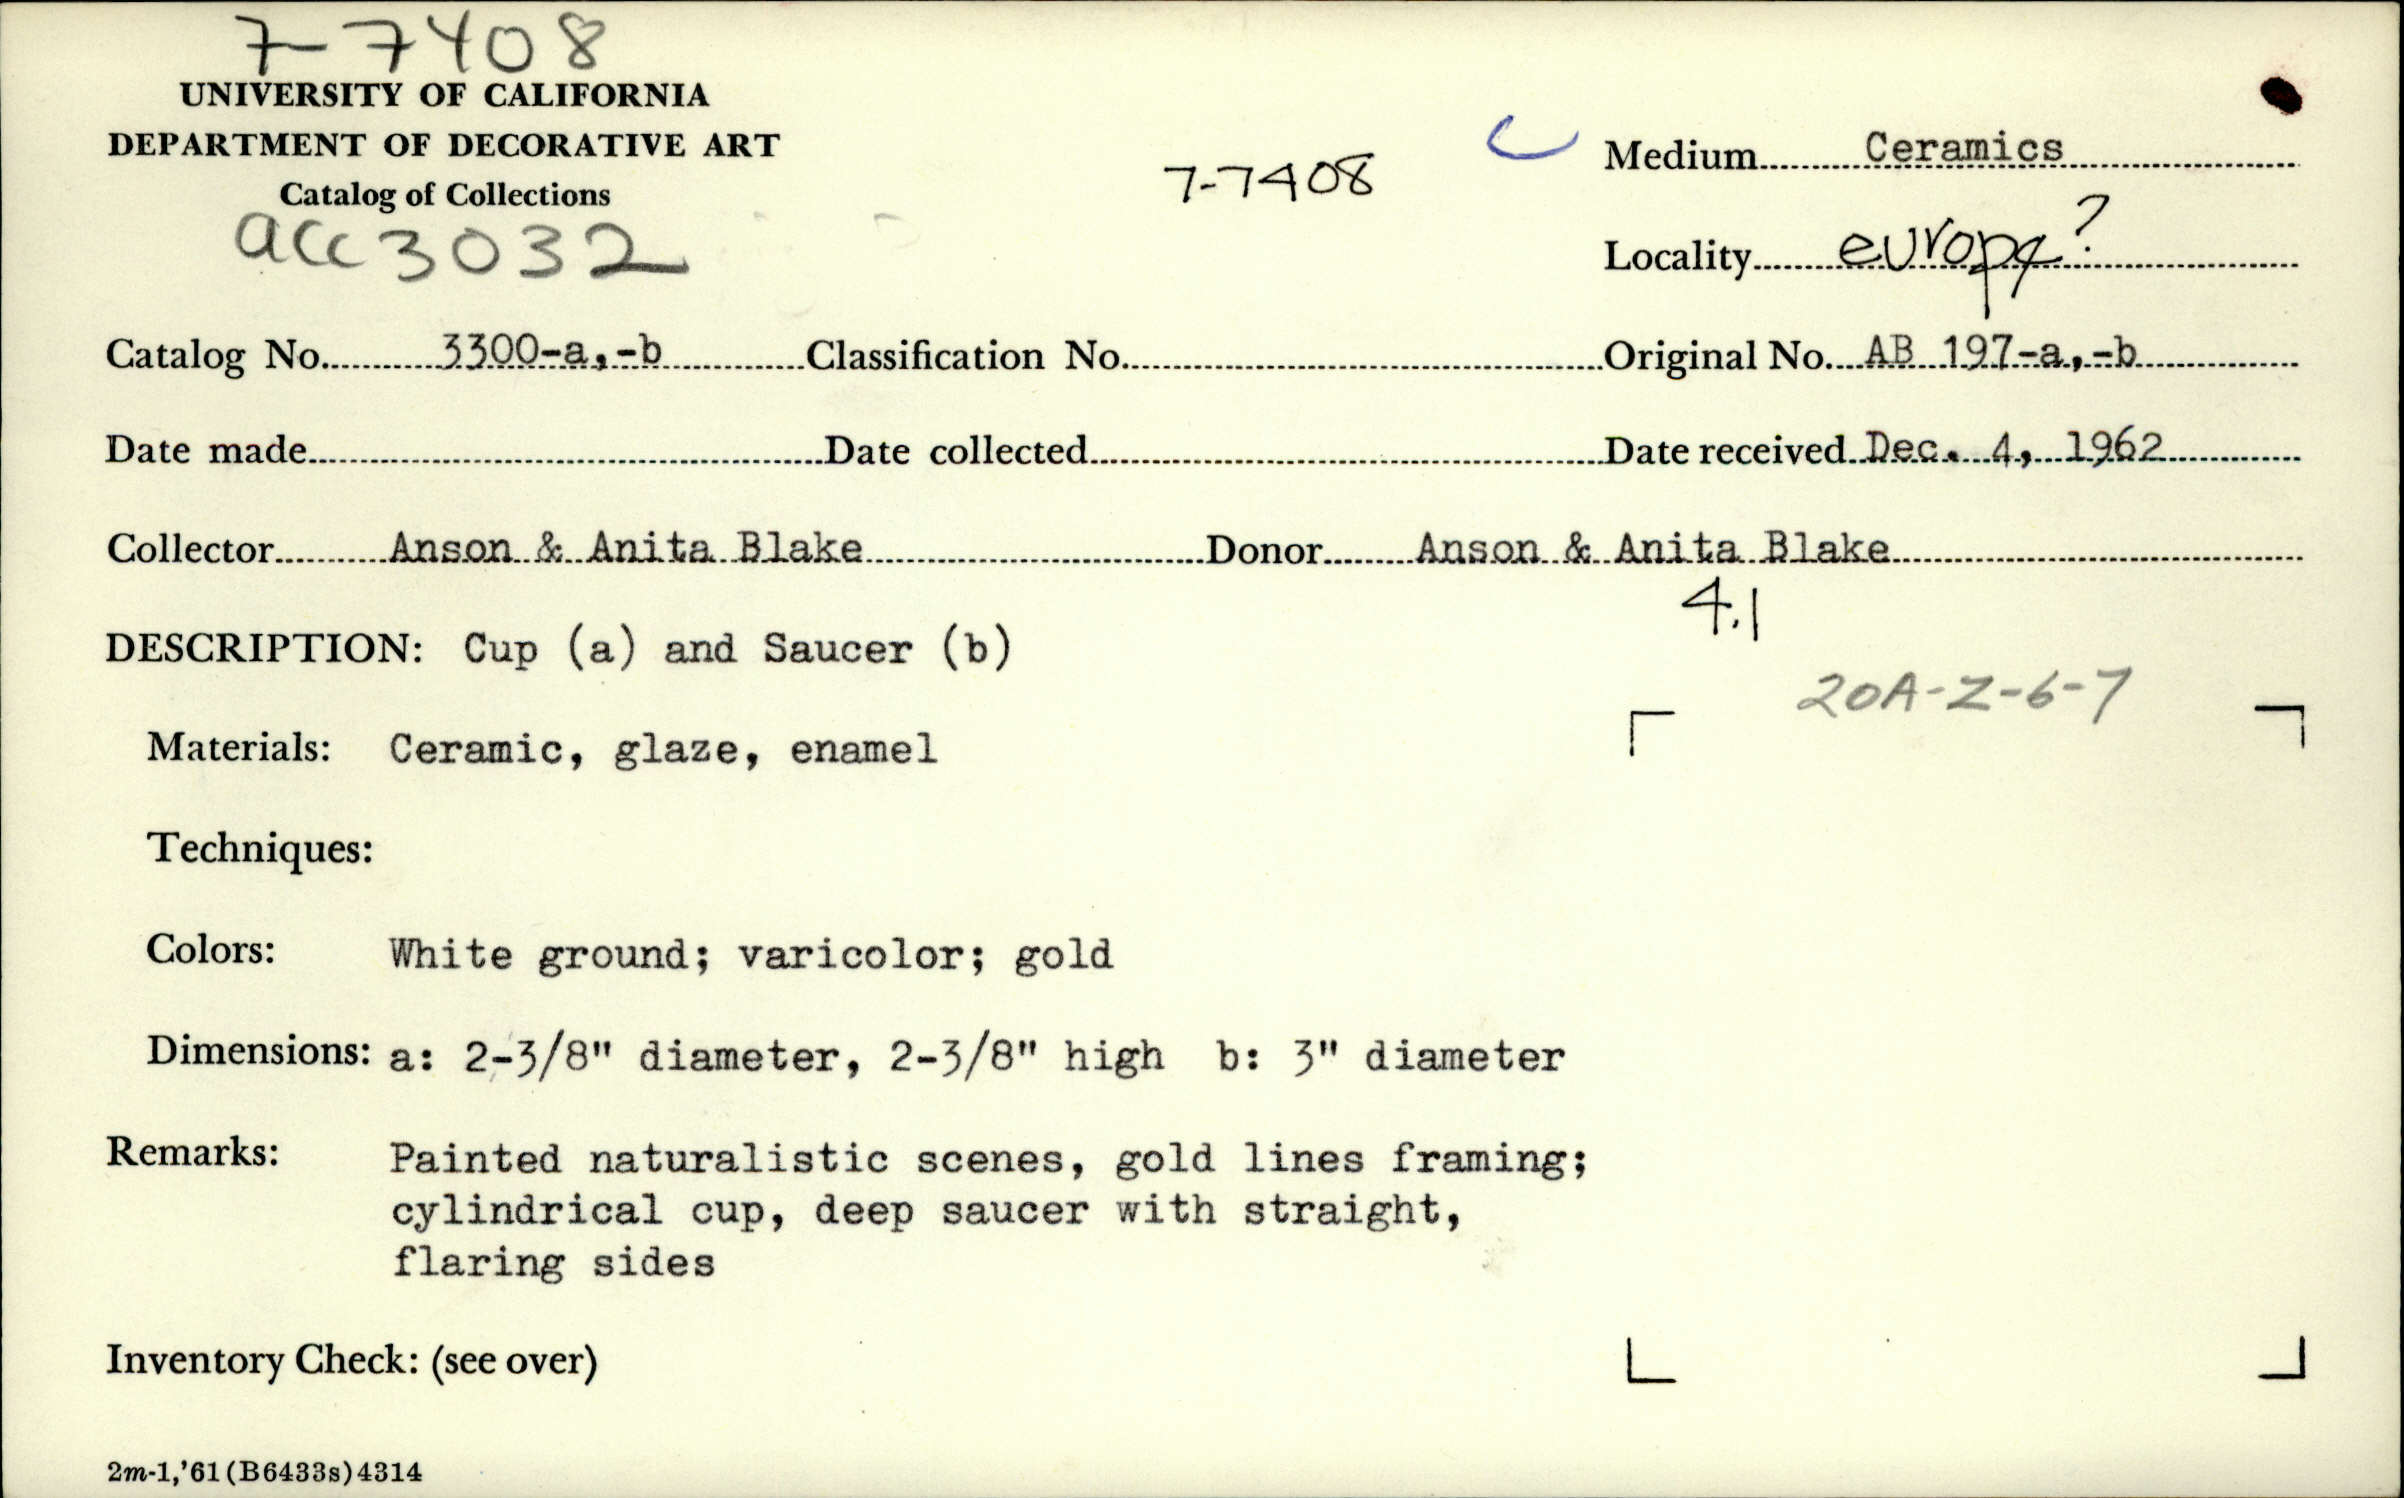 7-7408
UNIVERSITY OF CALIFORNIA
DEPARTMENT OF DECORATIVE ART
Catalog of Collections
acc 3032
7-7408
Medium Ceramics
Locality europe?
Catalog No. 3300-a,-b Classification No. Original No. AB 197-a,-b
Date made Date collected Date received Dec. 4, 1962
Collector Anson & Anita Blake Donor Anson & Anita Blake
4.1
DESCRIPTION: Cup (a) and Saucer (b)
20A-Z-6-7
Materials: Ceramic, glaze, enamel
Techniques:
Colors: White ground; varicolor; gold
Dimensions: a: 2-3/8" diameter, 2-3/8" high b: 3" diameter
Remarks: Painted naturalistic scenes, gold lines framing;
cylindrical cup, deep saucer with straight,
flaring sides
Inventory Check: (see over)
2m-1,'61(B6433s)4314